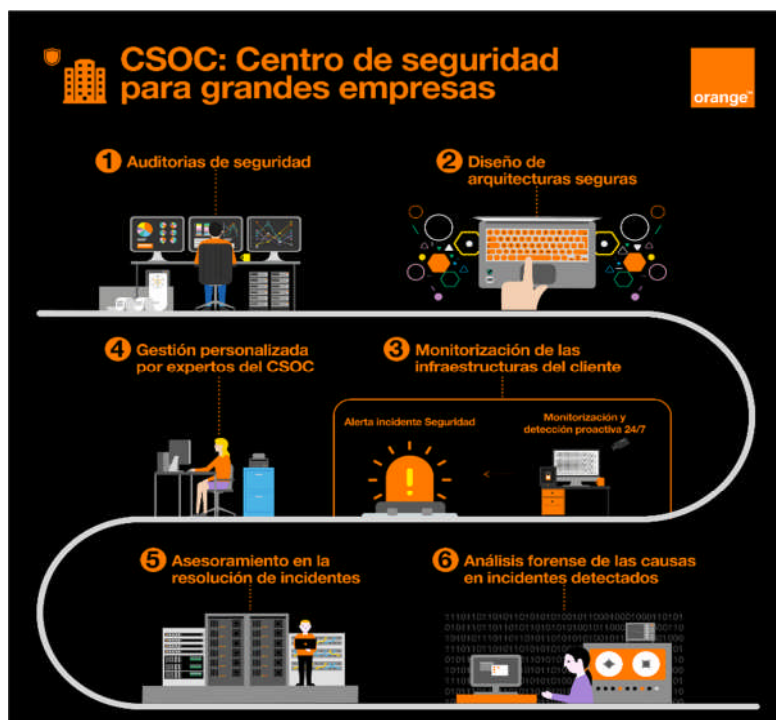 CSOC: Centro de seguridad
para grandes empresas
orange™
1 Auditorias de seguridad
2 Diseño de
arquitecturas seguras
3 Monitorización de las
infraestructuras del cliente
Alerta incidente Seguridad
Monitorización y
detección proactiva 24/7
4 Gestión personalizada
por expertos del CSOC
5 Asesoramiento en la
resolución de incidentes
6 Análisis forense de las causas
en incidentes detectados